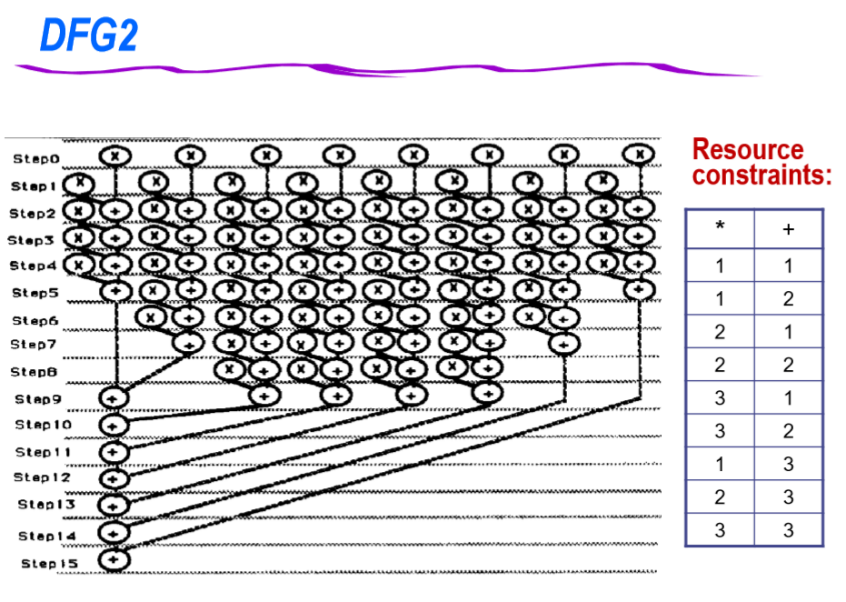 DFG2
Resource
constraints:
Step0 x x x x x x x x
Step1 x x x x x x x x
Step2 x + x + x + x + x + x + x + x +
Step3 x + x + x + x + x + x + x + x +
Step4 x + x + x + x + x + x + x + x +
Step5 + x + x + x + x + x + x + +
Step6 x + x + x + x + x + x +
Step7 + x + x + x + x + +
Step8 x + x + x + x +
Step9 + + + + +
Step10 +
Step11 +
Step12 +
Step13 +
Step14 +
Step15 +
* +
1 1
1 2
2 1
2 2
3 1
3 2
1 3
2 3
3 3